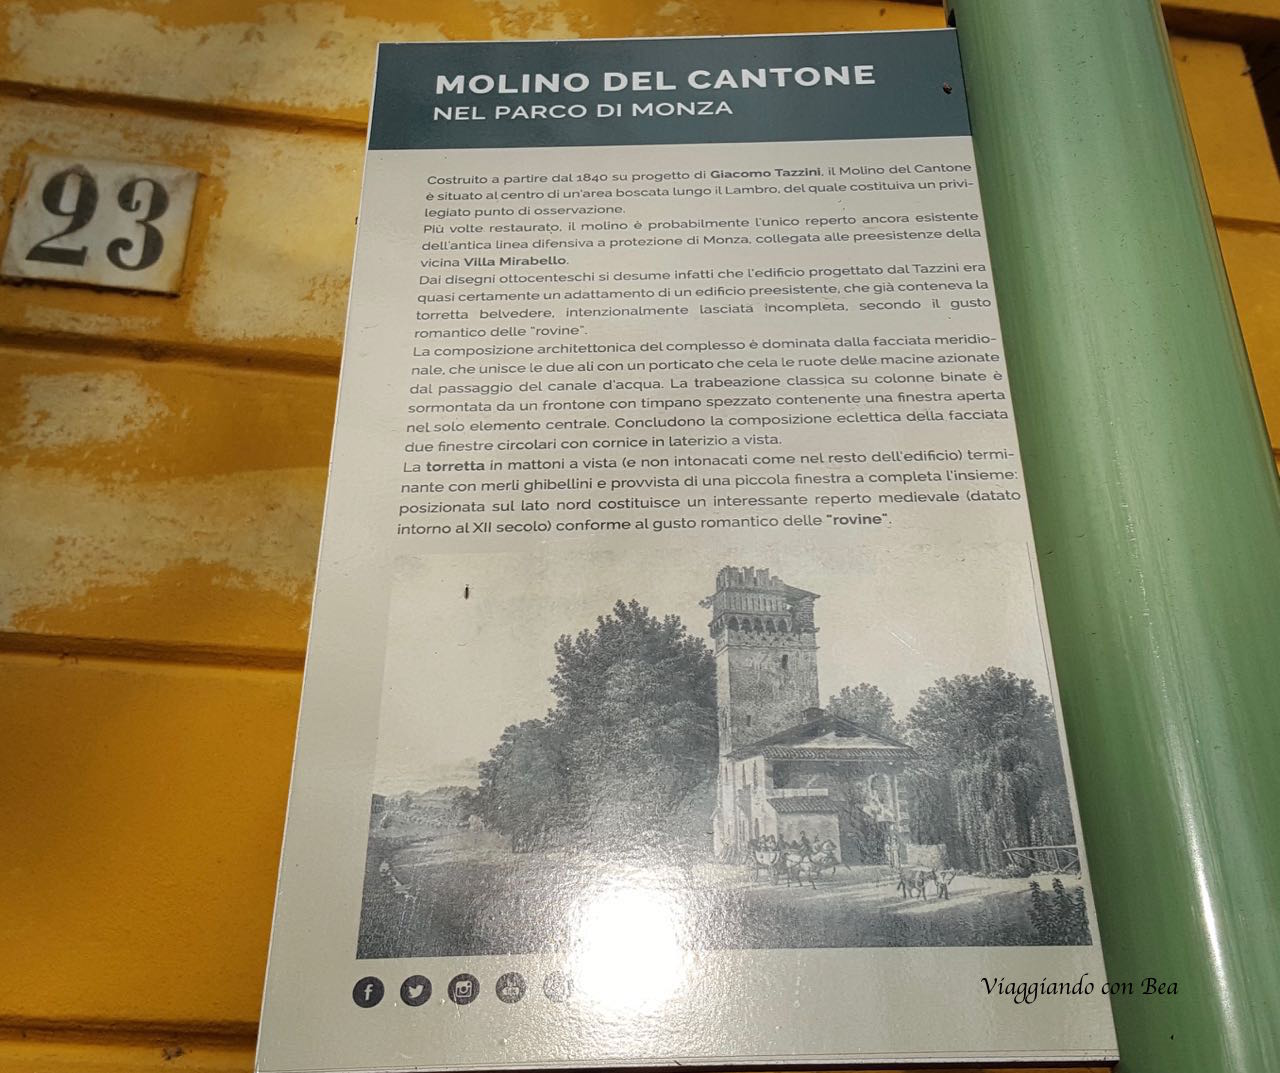 MOLINO DEL CANTONE
NEL PARCO DI MONZA
23
Costruito a partire dal 1840 su progetto di Giacomo Tazzini, il Molino del Cantone
è situato al centro di un'area boscata lungo il Lambro, del quale costituiva un privi-
legiato punto di osservazione.
Più volte restaurato, il molino è probabilmente l'unico reperto ancora esistente
dell'antica linea difensiva a protezione di Monza, collegata alle preesistenze della
vicina Villa Mirabello.
Dai disegni ottocenteschi si desume infatti che l'edificio progettato dal Tazzini era
quasi certamente un adattamento di un edificio preesistente, che già conteneva la
torretta belvedere, intenzionalmente lasciata incompleta, secondo il gusto
romantico delle "rovine".
La composizione architettonica del complesso è dominata dalla facciata meridio-
nale, che unisce le due ali con un porticato che cela le ruote delle macine azionate
dal passaggio del canale d'acqua. La trabeazione classica su colonne binate è
sormontata da un frontone con timpano spezzato contenente una finestra aperta
nel solo elemento centrale. Concludono la composizione eclettica della facciata
due finestre circolari con cornice in laterizio a vista.
La torretta in mattoni a vista (e non intonacati come nel resto dell'edificio) termi-
nante con merli ghibellini e provvista di una piccola finestra a completa l'insieme:
posizionata sul lato nord costituisce un interessante reperto medievale (datato
intorno al XII secolo) conforme al gusto romantico delle "rovine".
Viaggiando con Bea